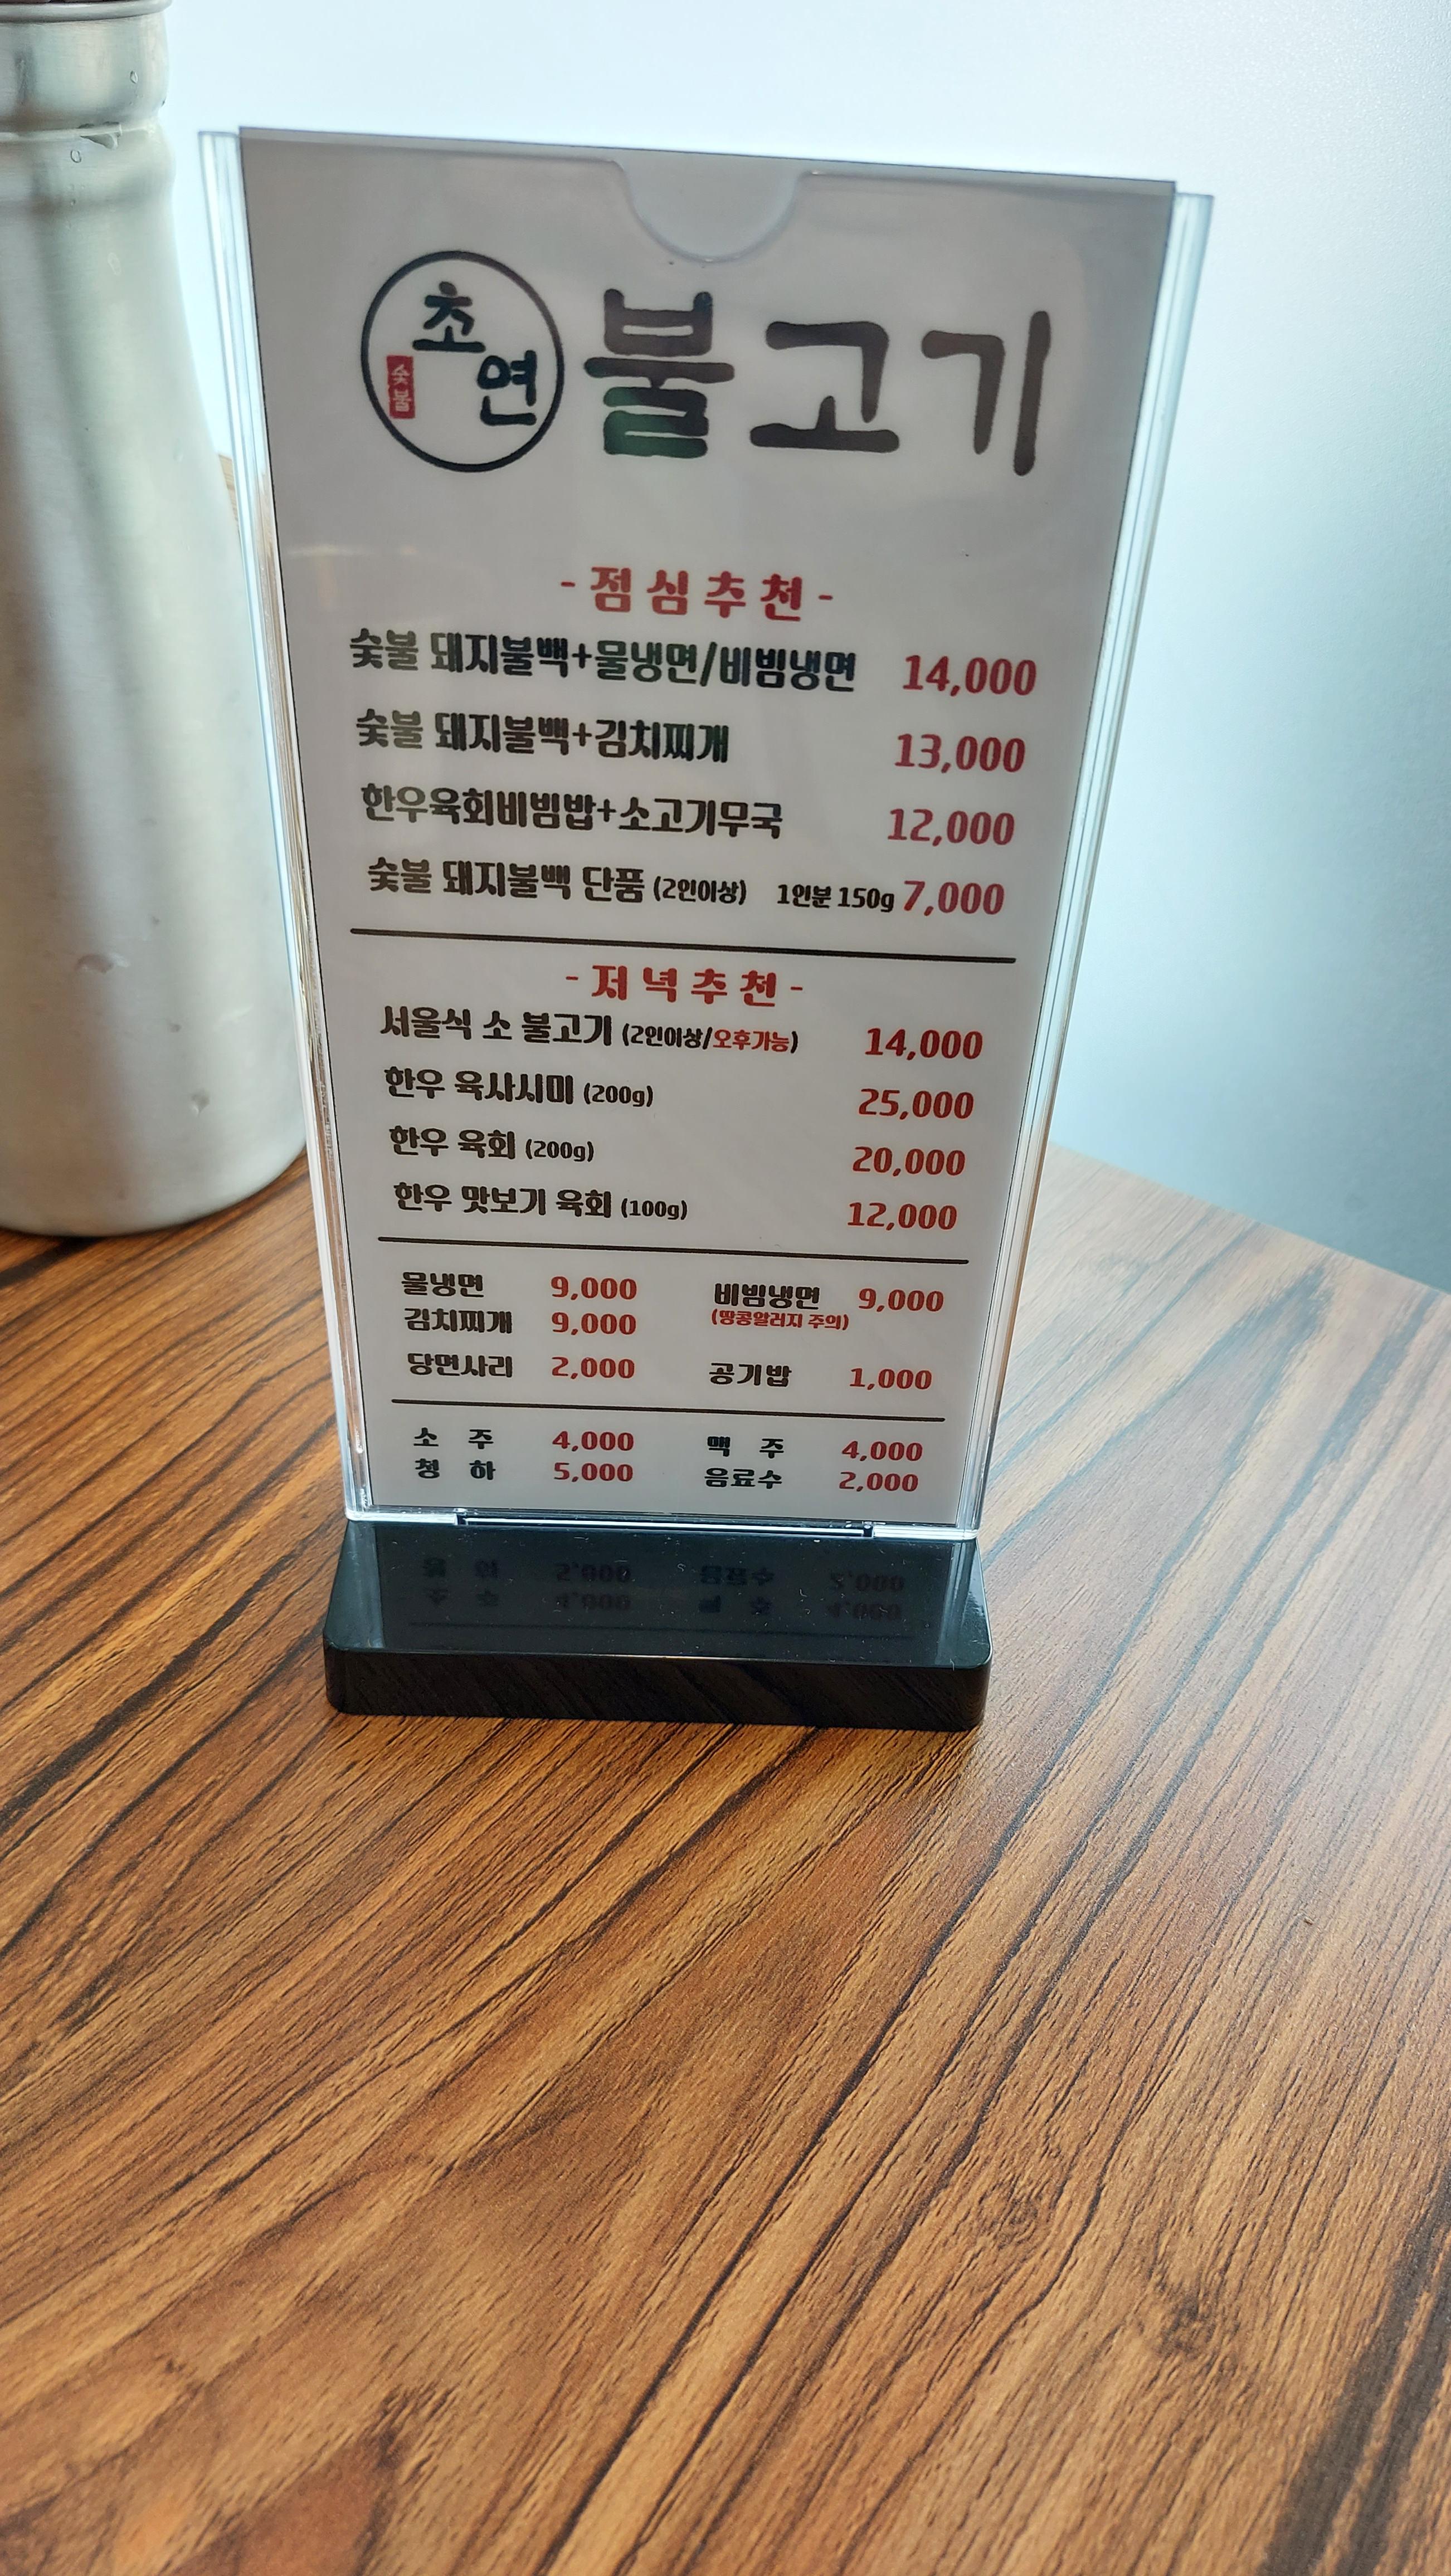 초연 숯불 불고기
- 점심추천 -
숯불 돼지불백+물냉면/비빔냉면 14,000
숯불 돼지불백+김치찌개 13,000
한우육회비빔밥+소고기무국 12,000
숯불 돼지불백 단품 (2인이상) 1인분 150g 7,000
- 저녁추천 -
서울식 소 불고기 (2인이상/오후가능) 14,000
한우 육사시미 (200g) 25,000
한우 육회 (200g) 20,000
한우 맛보기 육회 (100g) 12,000
물냉면 9,000 비빔냉면 9,000
(땅콩알러지 주의)
김치찌개 9,000
당면사리 2,000 공기밥 1,000
소 주 4,000 맥 주 4,000
청 하 5,000 음료수 2,000